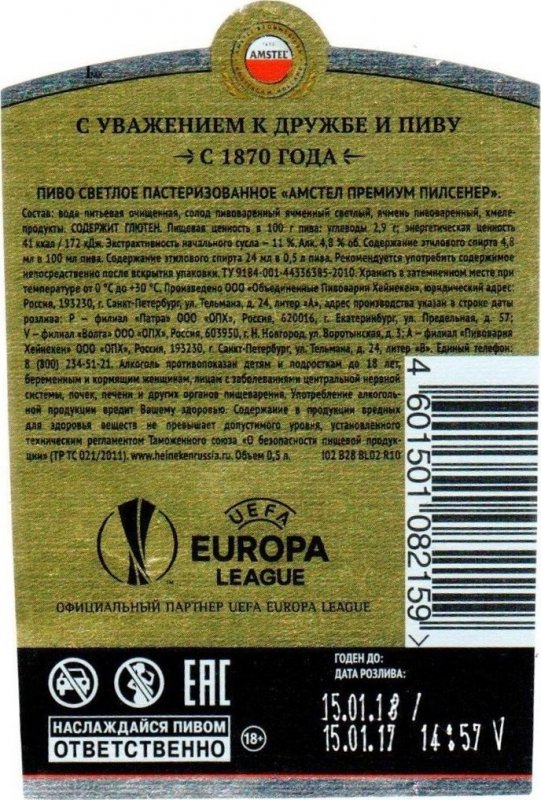 AMSTEL
С УВАЖЕНИЕМ К ДРУЖБЕ И ПИВУ
С 1870 ГОДА
ПИВО СВЕТЛОЕ ПАСТЕРИЗОВАННОЕ «АМСТЕЛ ПРЕМИУМ ПИЛСЕНЕР».
Состав: вода питьевая очищенная, солод пивоваренный ячменный светлый, ячмень пивоваренный, хмеле-
продукты. СОДЕРЖИТ ГЛЮТЕН. Пищевая ценность в 100 г пива: углеводы: 2,9 г; энергетическая ценность
41 ккал / 172 кДж. Экстрактивность начального сусла – 11 %. Алк. 4,8 % об. Содержание этилового спирта 4,8
мл в 100 мл пива. Содержание этилового спирта 24 мл в 0,5 л пива. Рекомендуется употребить содержимое
непосредственно после вскрытия упаковки. ТУ 9184-001-44336385-2010. Хранить в затемненном месте при
температуре от 0 °С до +30 °С. Произведено ООО «Объединенные Пивоварни Хейнекен», юридический адрес:
Россия, 193230, г. Санкт-Петербург, ул. Тельмана, д. 24, литер «А», адрес производства указан в строке даты
розлива: Р – филиал «Патра» ООО «ОПХ», Россия, 620016, г. Екатеринбург, ул. Предельная, д. 57;
V – филиал «Волга» ООО «ОПХ», Россия, 603950, г. Н. Новгород, ул. Воротынская, д. 3; А – филиал «Пивоварня
Хейнекен» ООО «ОПХ», Россия, 193230, г. Санкт-Петербург, ул. Тельмана, д. 24, литер «В». Единый телефон:
8 (800) 234-51-21. Алкоголь противопоказан детям и подросткам до 18 лет,
беременным и кормящим женщинам, лицам с заболеваниями центральной нервной
системы, почек, печени и других органов пищеварения. Употребление алкоголь-
ной продукции вредит Вашему здоровью. Содержание в продукции вредных
для здоровья веществ не превышает допустимого уровня, установленного
техническим регламентом Таможенного союза «О безопасности пищевой продук-
ции» (ТР ТС 021/2011). www.heinekenrussia.ru. Объем 0,5 л. 102 B28 BL02 R10
4 601501 082159 >
UEFA
EUROPA
LEAGUE
ОФИЦИАЛЬНЫЙ ПАРТНЕР UEFA EUROPA LEAGUE
ЕАС
НАСЛАЖДАЙСЯ ПИВОМ
ОТВЕТСТВЕННО
18+
ГОДЕН ДО:
ДАТА РОЗЛИВА:
15.01.18 /
15.01.17 14:57 V